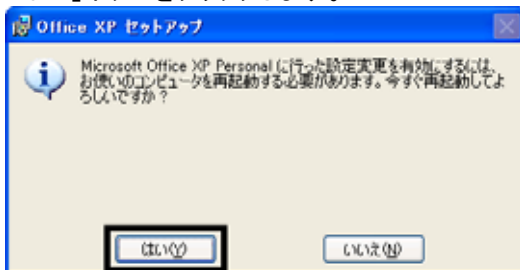 Office XP セットアップ
Microsoft Office XP Personal に行った設定変更を有効にするには、
お使いのコンピュータを再起動する必要があります。今すぐ再起動してよ
ろしいですか？
はい(Y)
いいえ(N)